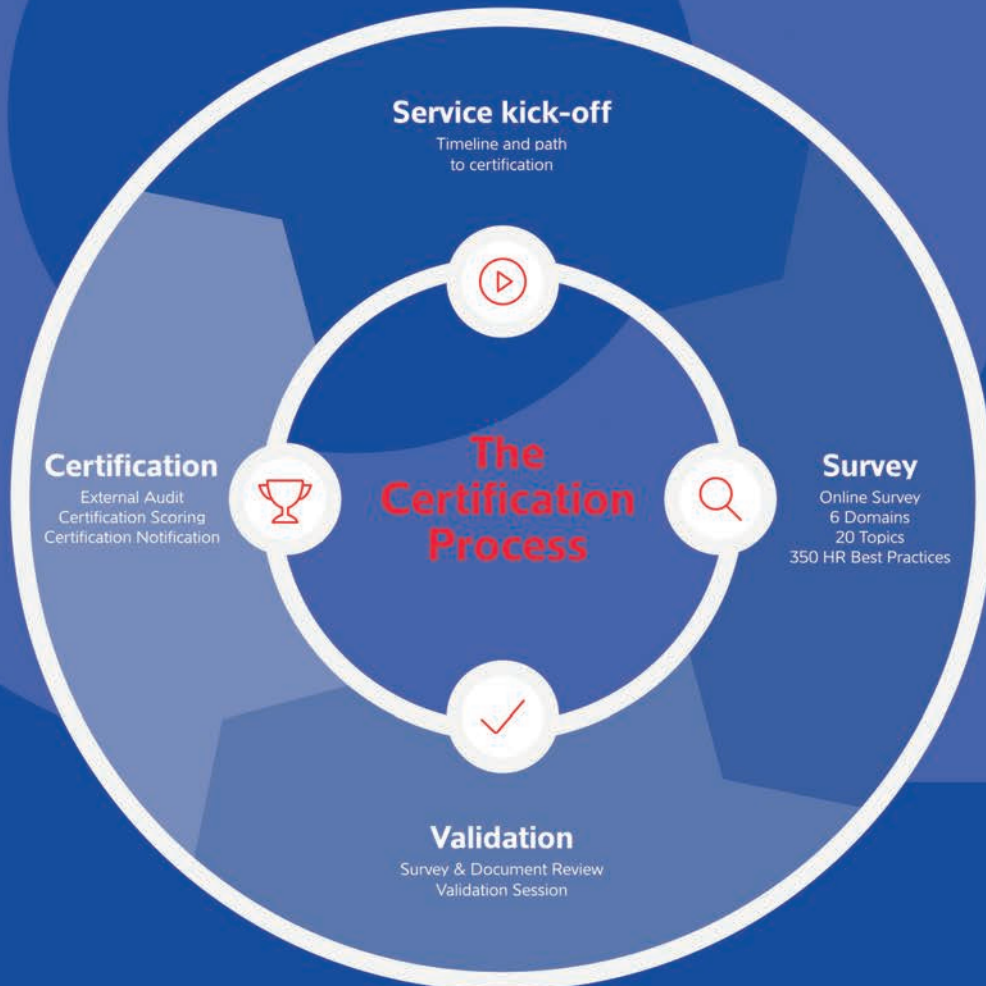 Service kick-off
Timeline and path
to certification
The
Certification
Process
Certification
External Audit
Certification Scoring
Certification Notification
Survey
Online Survey
6 Domains
20 Topics
350 HR Best Practices
Validation
Survey & Document Review
Validation Session